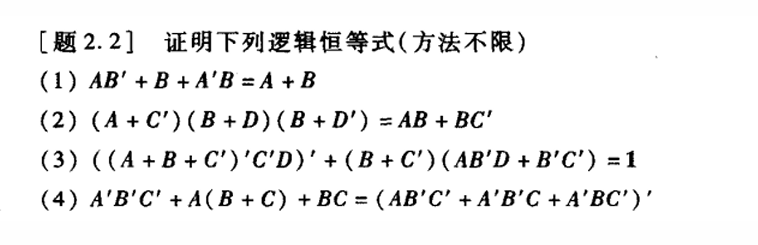 [题2.2] 证明下列逻辑恒等式(方法不限)
(1) AB′+B+A′B=A+B
(2) (A+C′)(B+D)(B+D′)=AB+BC′
(3) ((A+B+C′)′C′D)′+(B+C′)(AB′D+B′C′)=1
(4) A′B′C′+A(B+C)+BC=(AB′C′+A′B′C+A′BC′)′